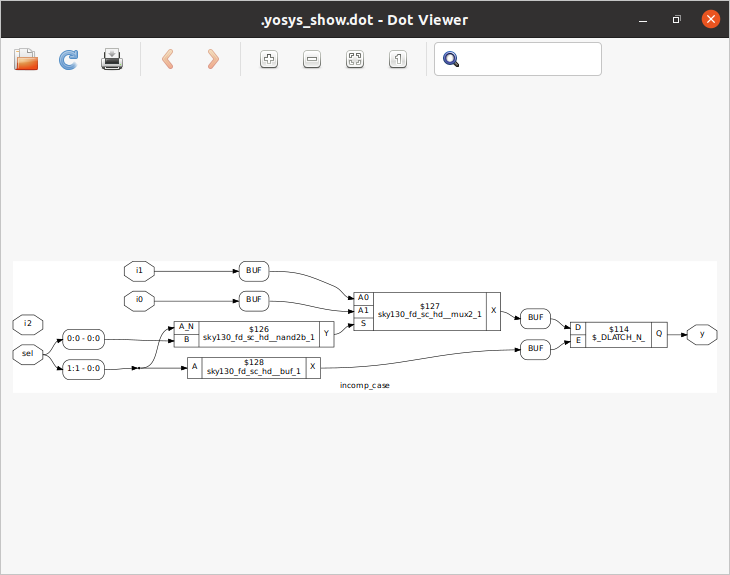 .yosys_show.dot - Dot Viewer
1
i1
BUF
i0
BUF
A0
A1
S
$127
sky130_fd_sc_hd__mux2_1
X
i2
sel
0:0 - 0:0
1:1 - 0:0
A_N
B
$126
sky130_fd_sc_hd__nand2b_1
Y
A
$128
sky130_fd_sc_hd__buf_1
X
BUF
BUF
D
E
$114
$_DLATCH_N_
Q
y
incomp_case